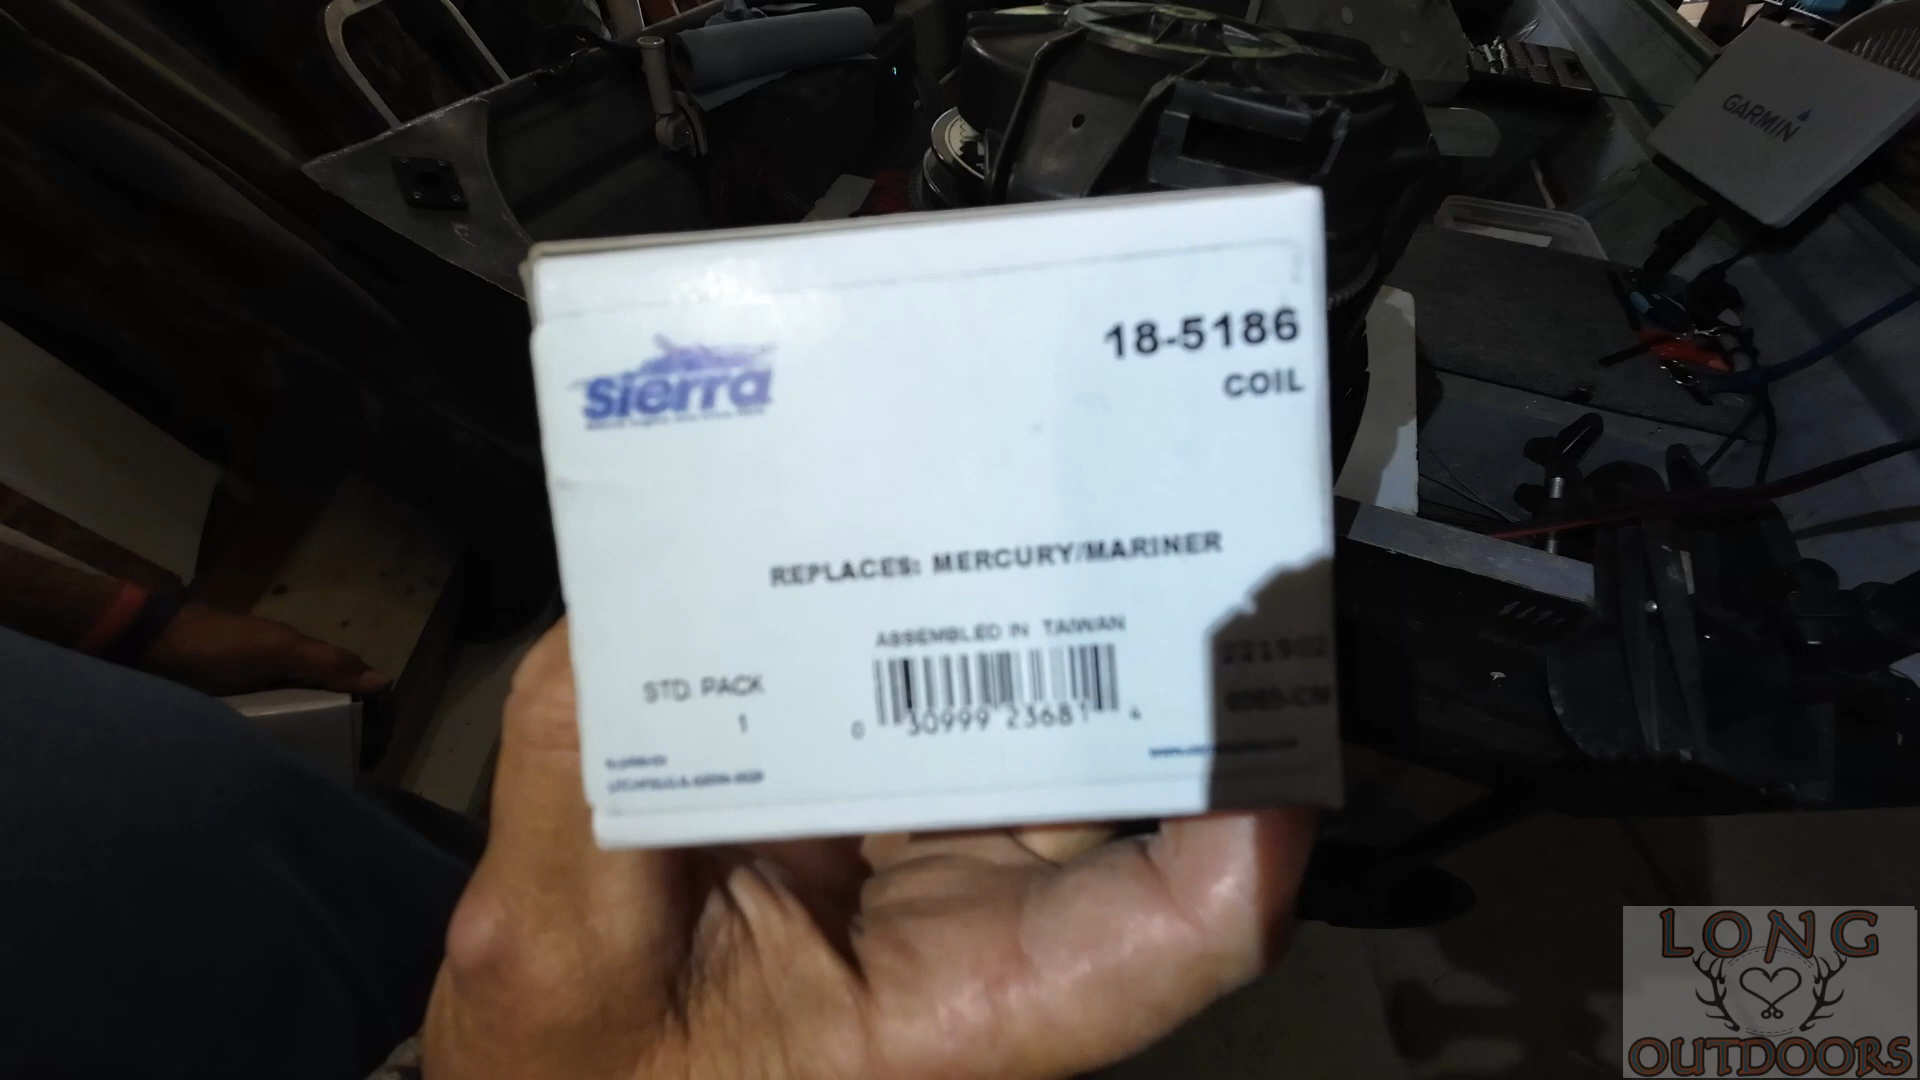 GARMIN
Sierra
18-5186
COIL
REPLACES: MERCURY/MARINER
ASSEMBLED IN TAIWAN
STD. PACK
1
0 30999 23681 4
221902
LONG
OUTDOORS